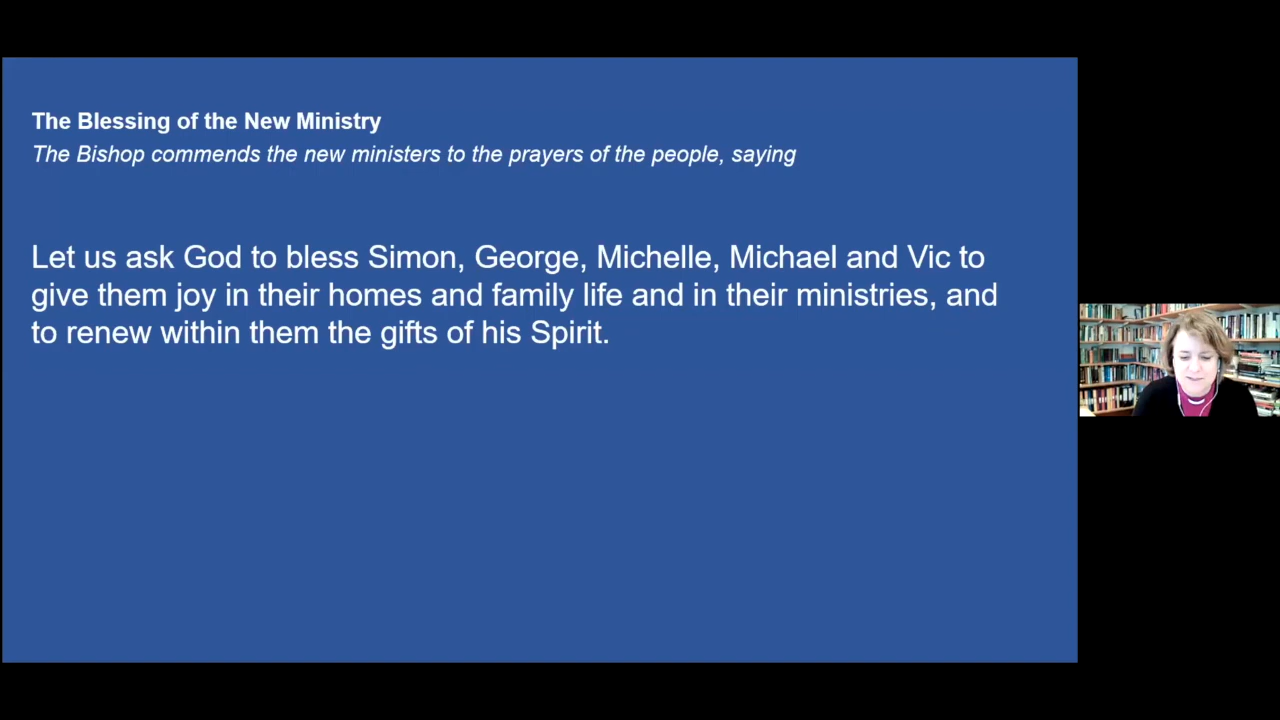 The Blessing of the New Ministry
The Bishop commends the new ministers to the prayers of the people, saying
Let us ask God to bless Simon, George, Michelle, Michael and Vic to
give them joy in their homes and family life and in their ministries, and
to renew within them the gifts of his Spirit.